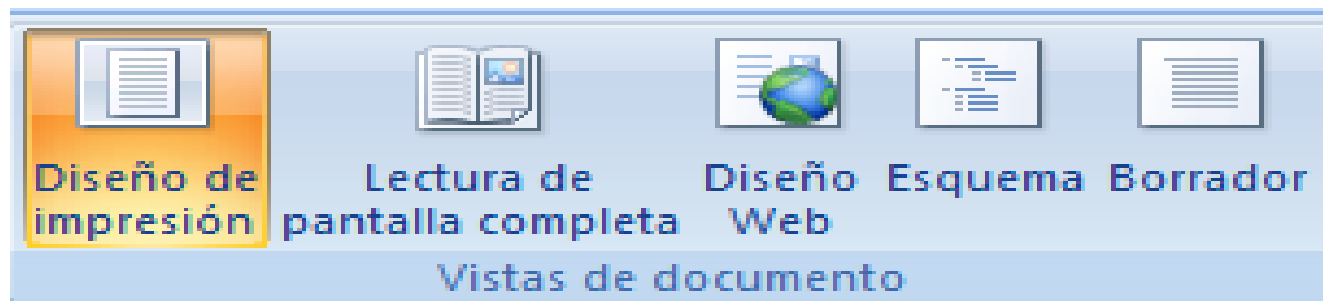 Diseño de impresión
Lectura de pantalla completa
Diseño Web
Esquema
Borrador
Vistas de documento